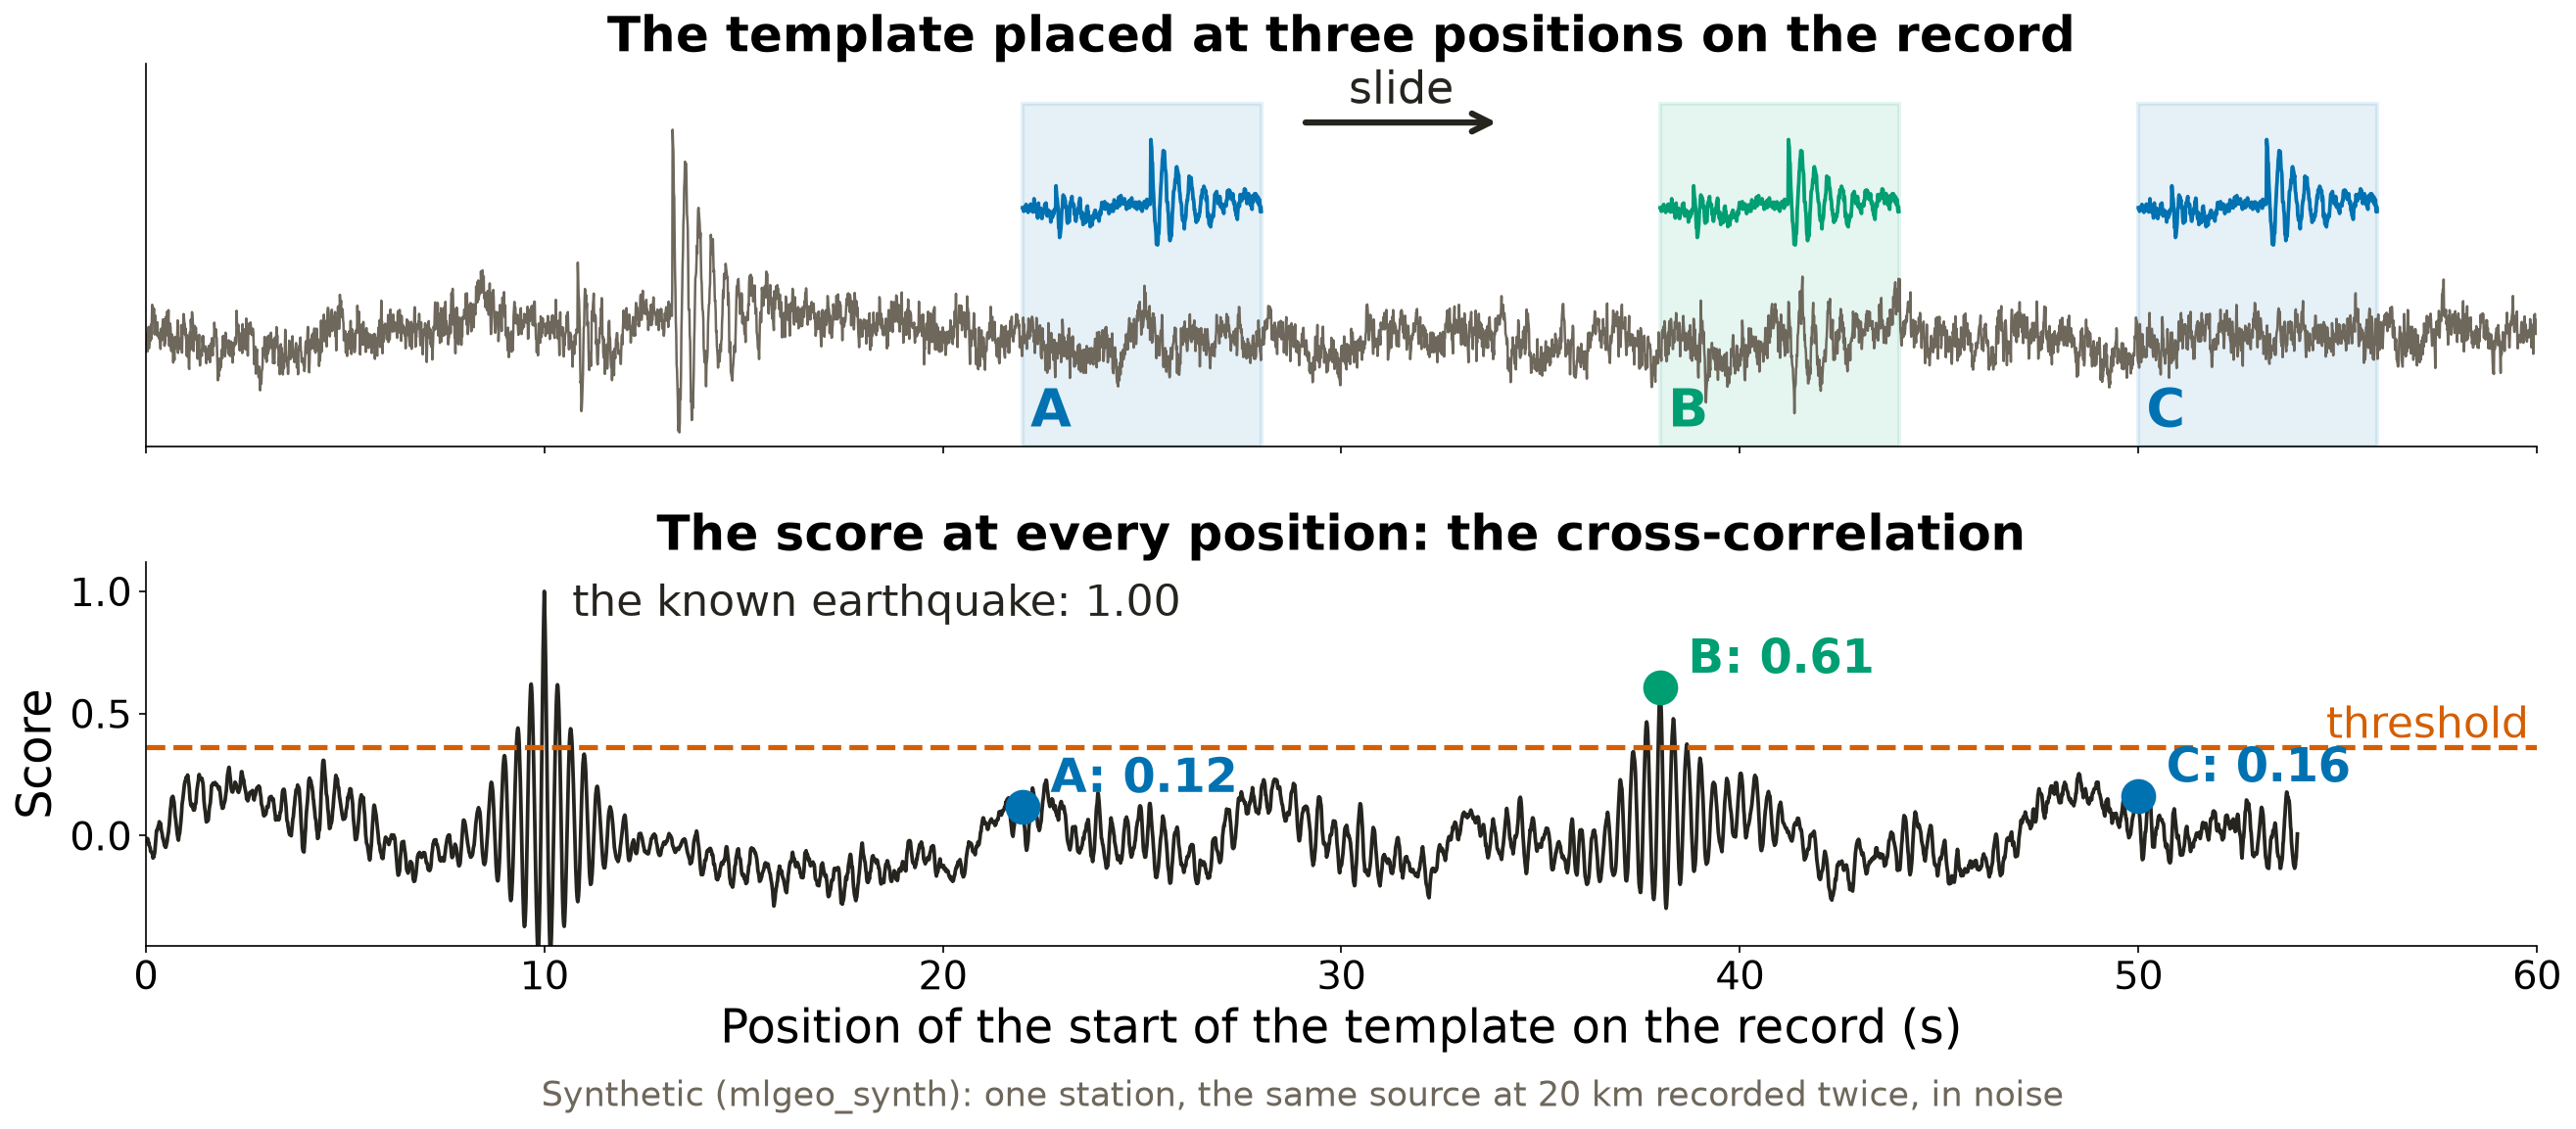 The template placed at three positions on the record
slide
A
B
C
The score at every position: the cross-correlation
1.0
the known earthquake: 1.00
B: 0.61
0.5
threshold
C: 0.16
A: 0.12
0.0
Score
0 10 20 30 40 50 60
Position of the start of the template on the record (s)
Synthetic (mlgeo_synth): one station, the same source at 20 km recorded twice, in noise